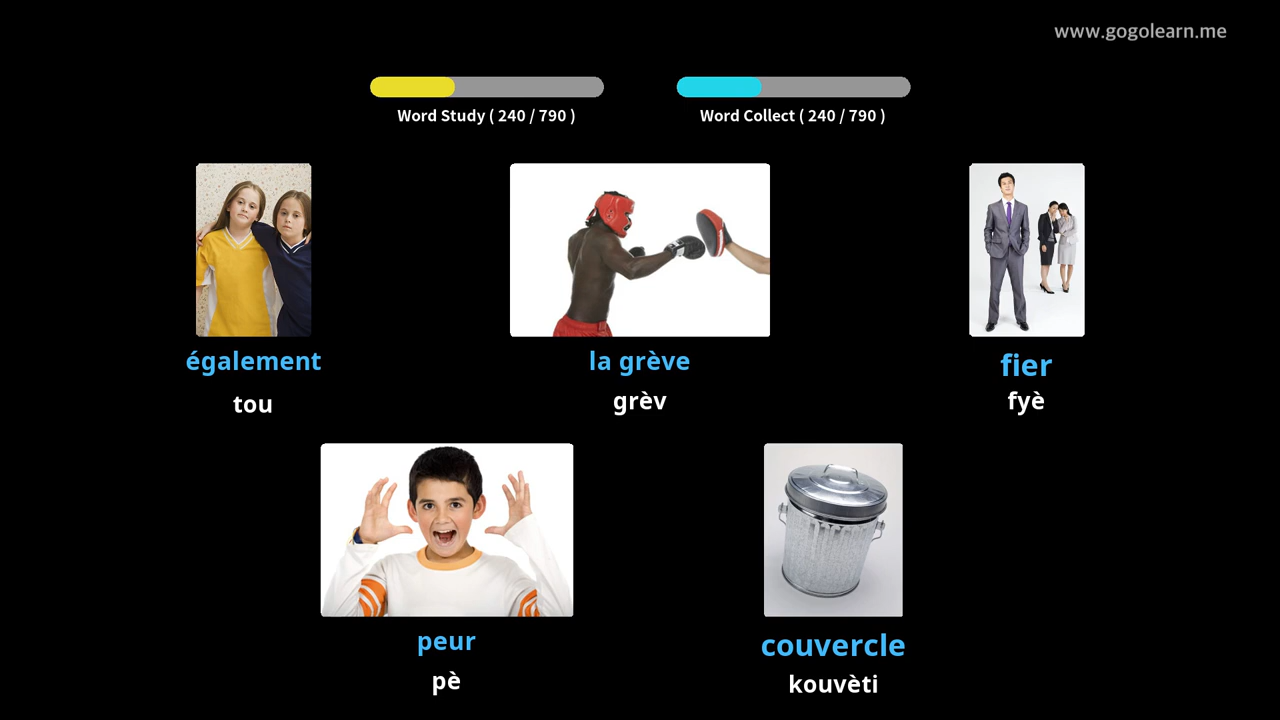 www.gogolearn.me
Word Study ( 240 / 790 )
Word Collect ( 240 / 790 )
également
tou
la grève
grèv
fier
fyè
peur
pè
couvercle
kouvèti